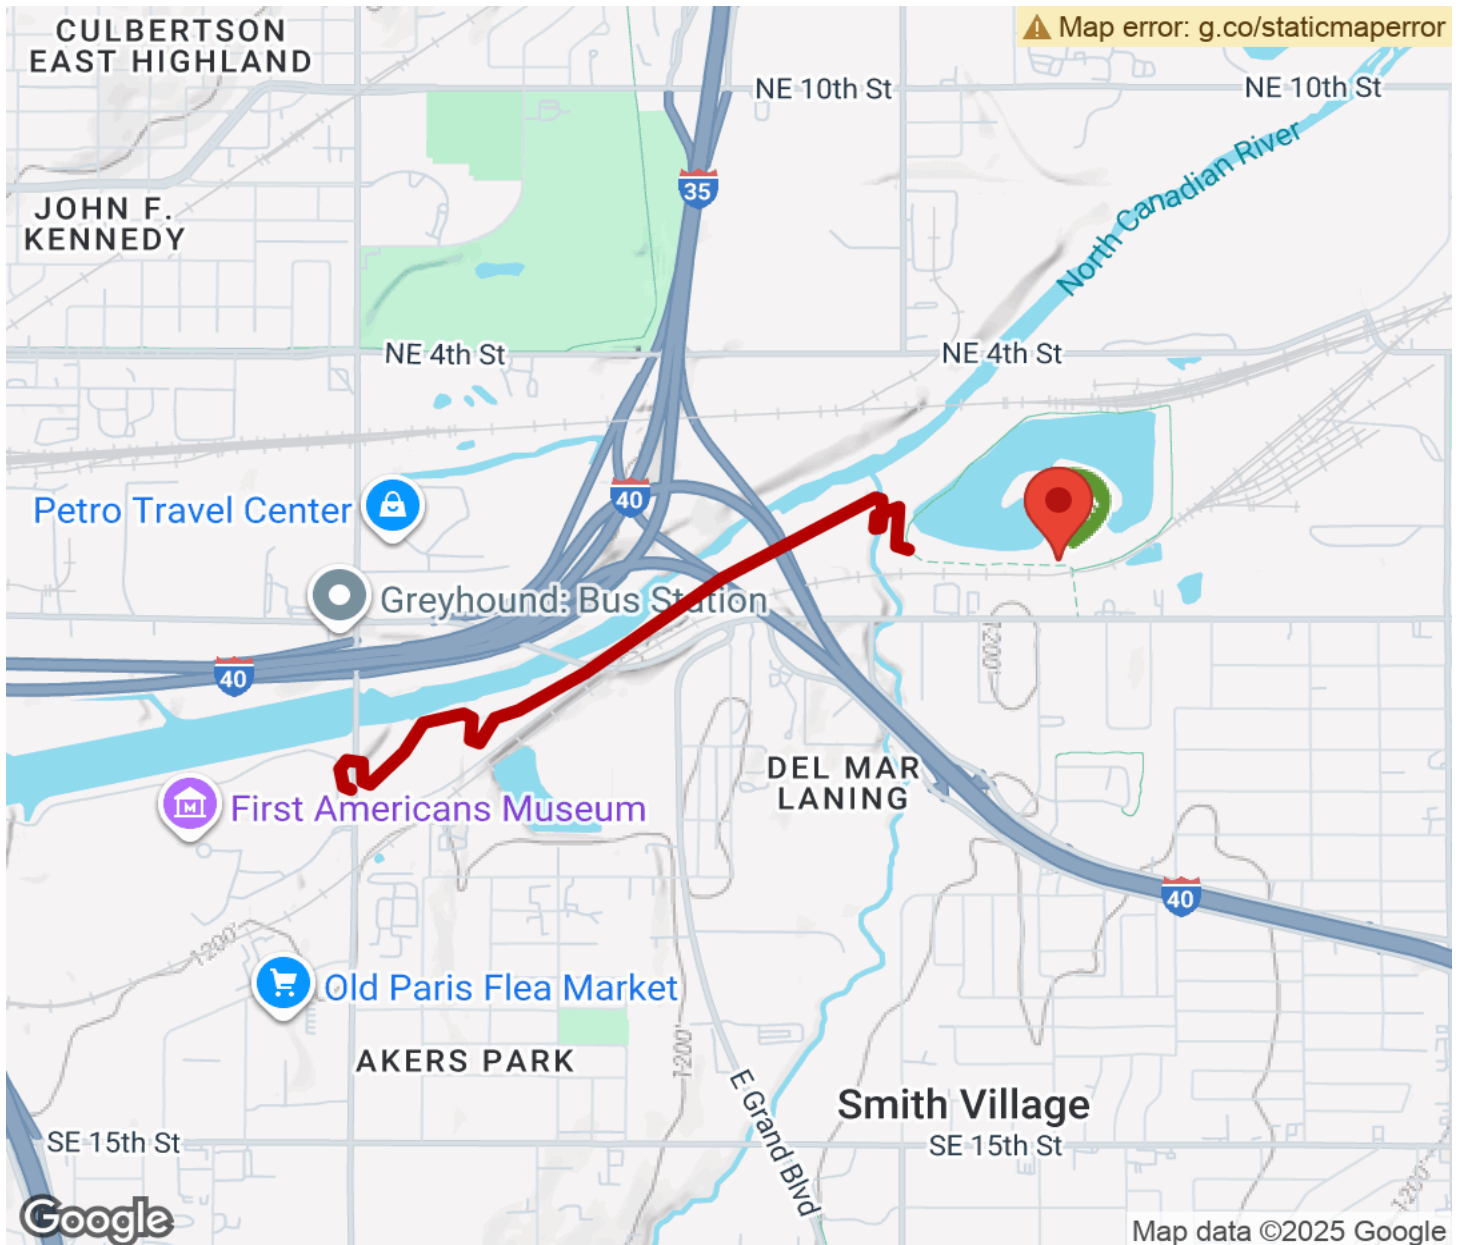 CULBERTSON
EAST HIGHLAND
Map error: g.co/staticmaperror
NE 10th St
NE 10th St
35
North Canadian River
JOHN F.
KENNEDY
NE 4th St
NE 4th St
40
Petro Travel Center
Greyhound: Bus Station
1200'
40
DEL MAR
LANING
M
First Americans Museum
40
1200'
Old Paris Flea Market
AKERS PARK
1200'
E Grand Blvd
Smith Village
SE 15th St
SE 15th St
1200'
Google
Map data ©2025 Google